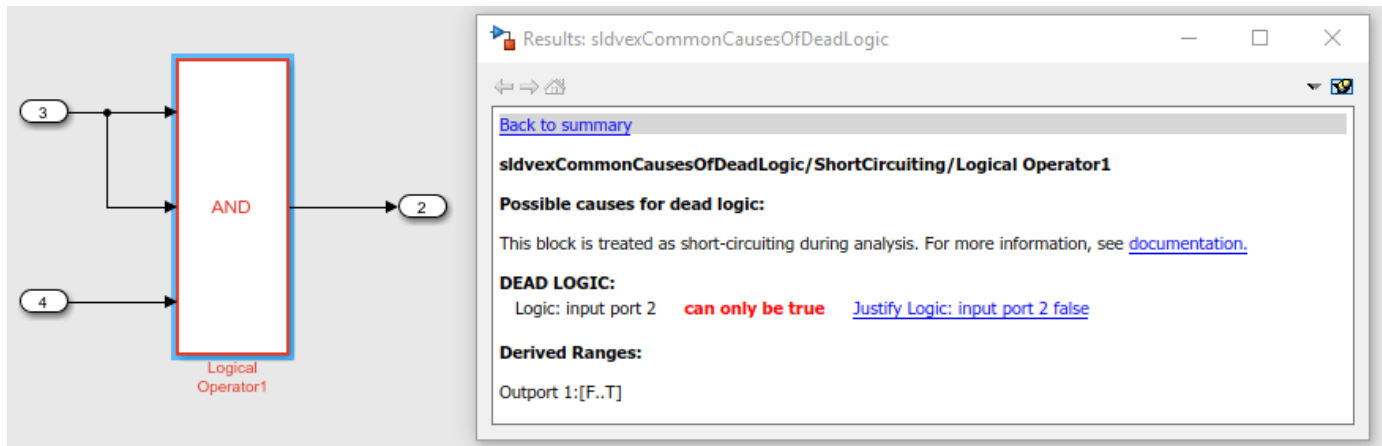 3
4
AND
2
Logical
Operator1
Results: sldvexCommonCausesOfDeadLogic
Back to summary
sldvexCommonCausesOfDeadLogic/ShortCircuiting/Logical Operator1
Possible causes for dead logic:
This block is treated as short-circuiting during analysis. For more information, see documentation.
DEAD LOGIC:
Logic: input port 2 can only be true Justify Logic: input port 2 false
Derived Ranges:
Outport 1:[F..T]